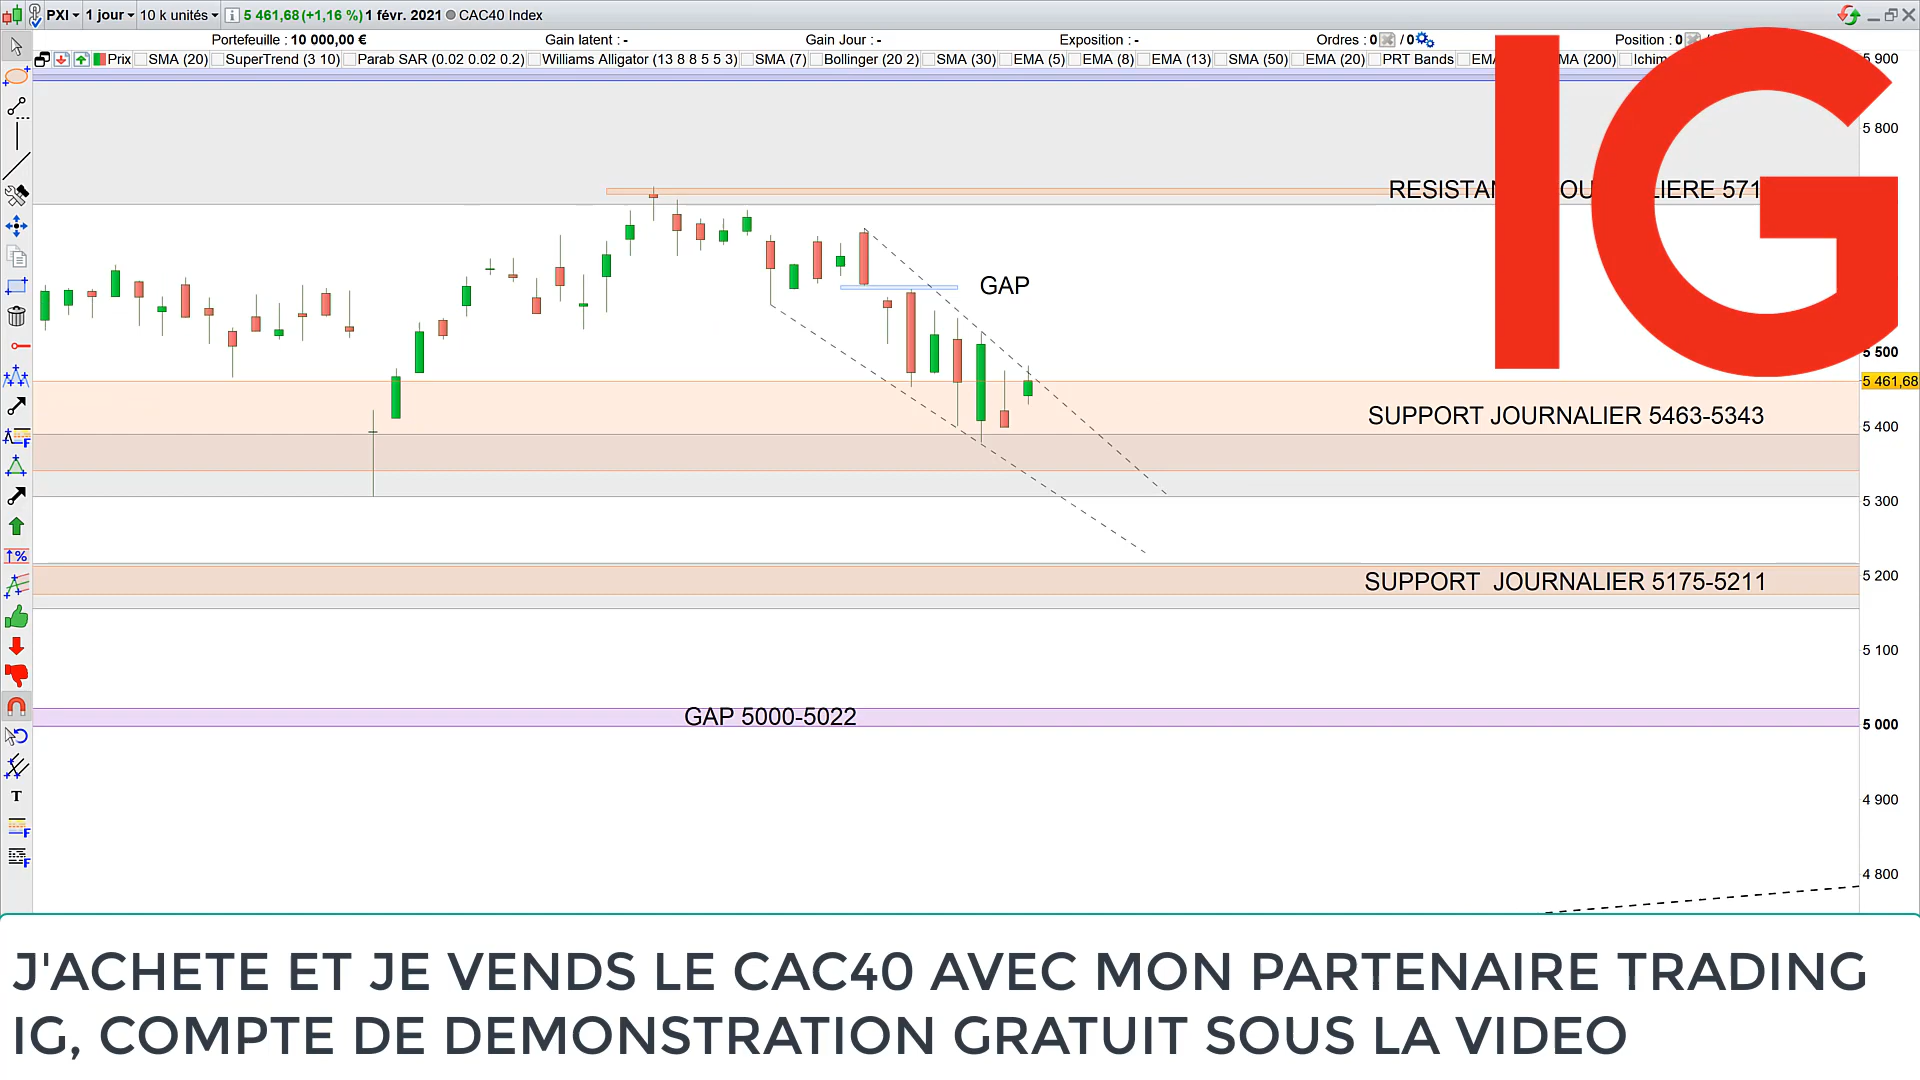 PXI 1 jour 10 k unités 5 461,68 (+1,16 %) 1 févr. 2021 CAC40 Index
Portefeuille : 10 000,00 € Gain latent : - Gain Jour : - Exposition : - Ordres : 0 / 0 Position : 0
Prix SMA (20) SuperTrend (3 10) Parab SAR (0.02 0.02 0.2) Williams Alligator (13 8 8 5 5 3) SMA (7) Bollinger (20 2) SMA (30) EMA (5) EMA (8) EMA (13) SMA (50) EMA (20) PRT Bands
5 900
IG
5 800
GAP
5 500
5 461,68
SUPPORT JOURNALIER 5463-5343
5 400
5 300
SUPPORT JOURNALIER 5175-5211
5 200
5 100
GAP 5000-5022
5 000
4 900
4 800
J'ACHETE ET JE VENDS LE CAC40 AVEC MON PARTENAIRE TRADING
IG, COMPTE DE DEMONSTRATION GRATUIT SOUS LA VIDEO